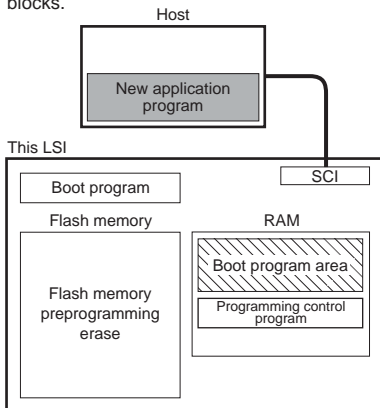 blocks.
Host
New application
program
This LSI
SCI
Boot program
Flash memory
RAM
Boot program area
Flash memory
preprogramming
erase
Programming control
program